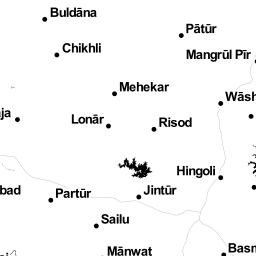 Buldāna
Pātūr
Chikhli
Mangrūl Pīr
Mehekar
Wāsh
ja
Lonār
Risod
Hingoli
bad
Partūr
Jintūr
Sailu
Mānwat
Basm